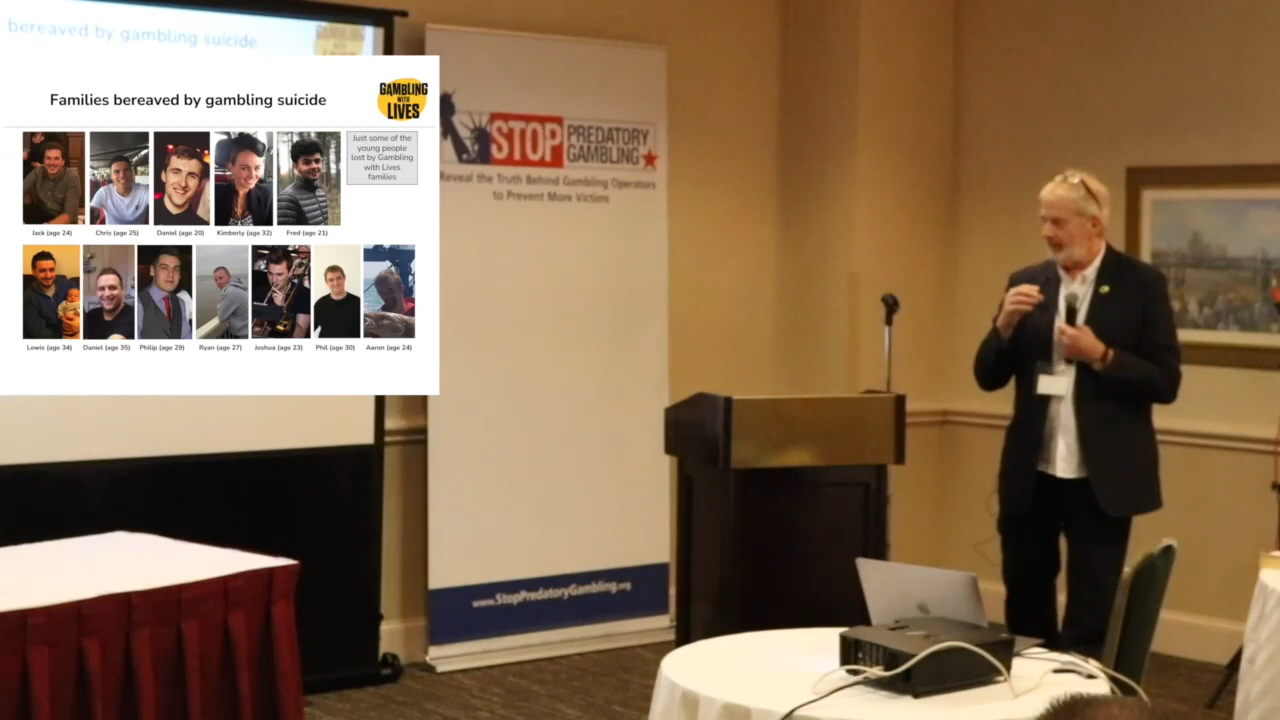 bereaved by gambling suicide
Families bereaved by gambling suicide
GAMBLING
WITH
LIVES
Just some of the
young people
lost by Gambling
with Lives
families
Jack (age 24)
Chris (age 25)
Daniel (age 20)
Kimberly (age 32)
Fred (age 21)
Lewis (age 34)
Daniel (age 35)
Philip (age 29)
Ryan (age 27)
Joshua (age 23)
Phil (age 30)
Aaron (age 24)
STOP PREDATORY
GAMBLING
Reveal the Truth Behind Gambling Operators
to Prevent More Victims
www.StopPredatoryGambling.org